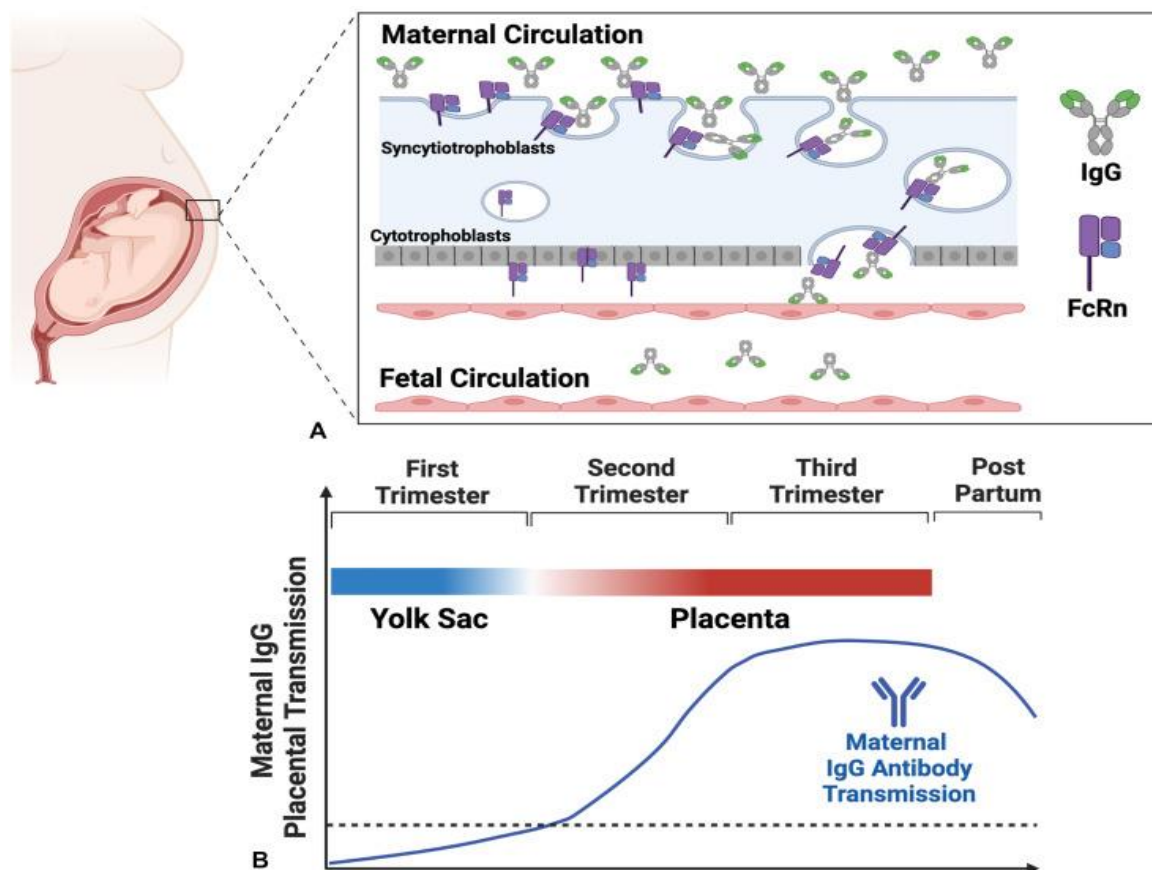 Maternal Circulation
Syncytiotrophoblasts
Cytotrophoblasts
Fetal Circulation
IgG
FcRn
A
First
Trimester
Second
Trimester
Third
Trimester
Post
Partum
Yolk Sac
Placenta
Maternal IgG
Placental Transmission
Maternal
IgG Antibody
Transmission
B